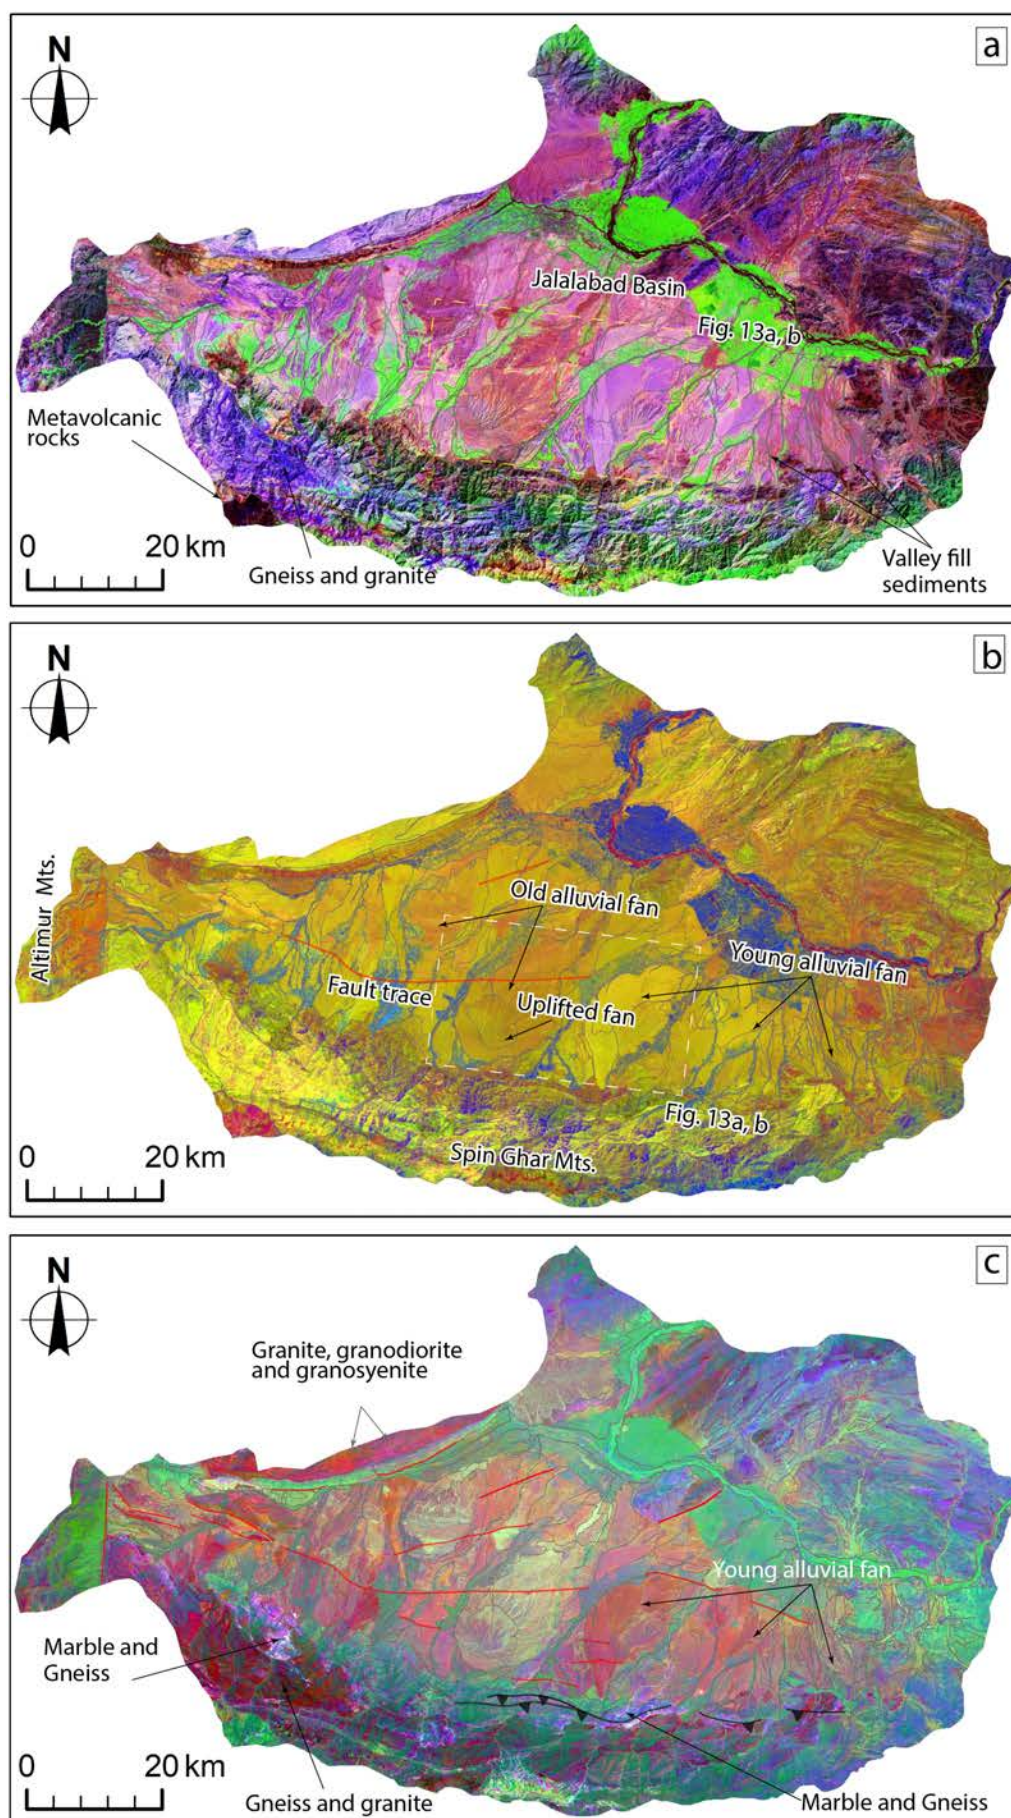 a
N
Jalalabad Basin
Fig. 13a, b
Metavolcanic
rocks
0 20 km
Gneiss and granite
Valley fill
sediments
b
N
Altimur Mts.
Old alluvial fan
Young alluvial fan
Fault trace
Uplifted fan
Fig. 13a, b
0 20 km
Spin Ghar Mts.
c
N
Granite, granodiorite
and granosyenite
Young alluvial fan
Marble and
Gneiss
0 20 km
Gneiss and granite
Marble and Gneiss